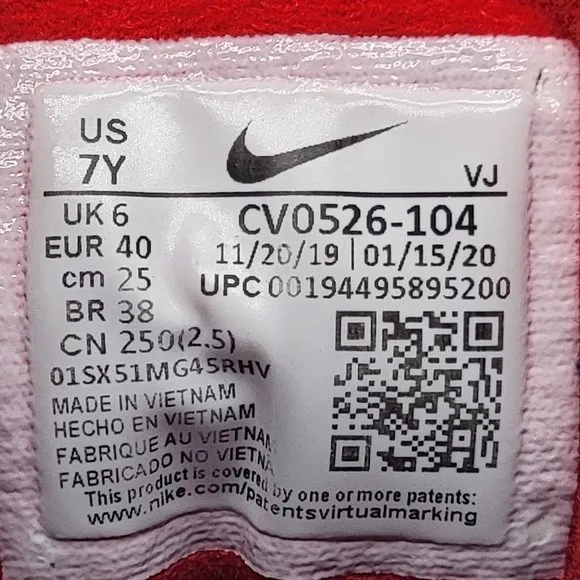 US
7Y
VJ
UK 6
CV0526-104
EUR 40
11/20/19 | 01/15/20
cm 25
UPC 00194495895200
BR 38
CN 250(2.5)
01SX51MG45RHV
MADE IN VIETNAM
HECHO EN VIETNAM
FABRIQUE AU VIETNA
FABRICADO NO VIETNA
This product is covered by one or more patents:
www.nike.com/patentsvirtualmarking